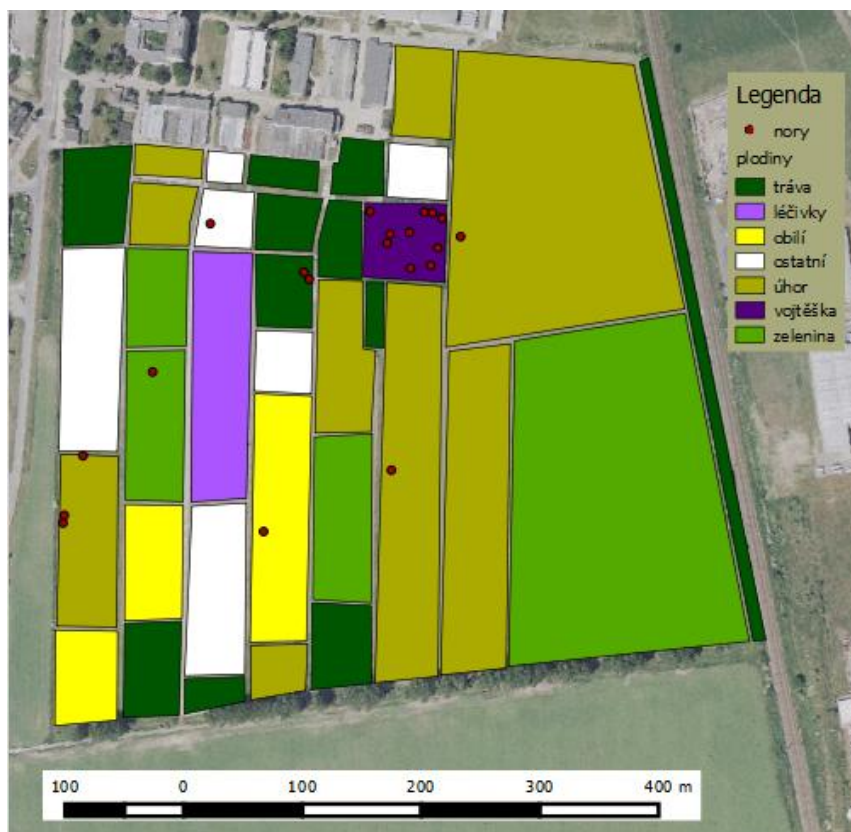 Legenda
nory
plodiny
tráva
léčivky
obilí
ostatní
úhor
vojtěška
zelenina
100 0 100 200 300 400 m